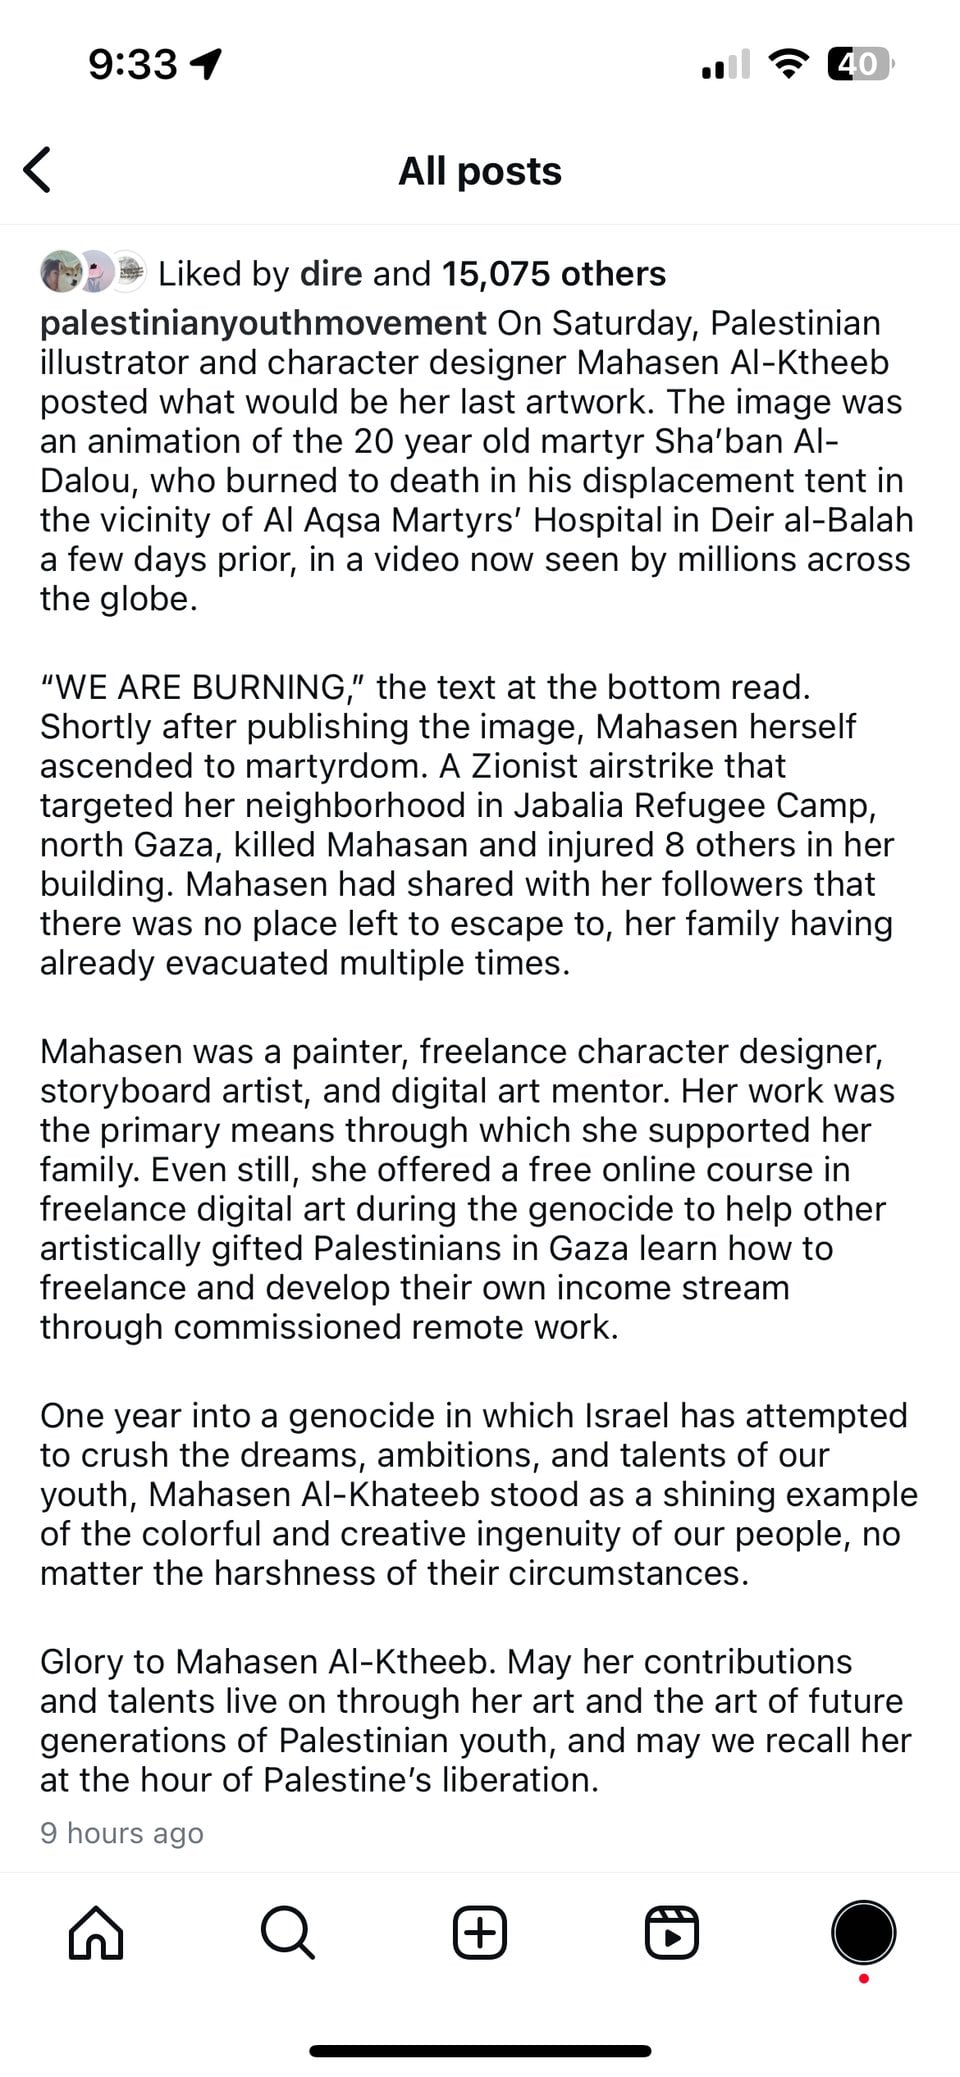 9:33
40
All posts
Liked by dire and 15,075 others
palestinianyouthmovement On Saturday, Palestinian
illustrator and character designer Mahasen Al-Ktheeb
posted what would be her last artwork. The image was
an animation of the 20 year old martyr Sha’ban Al-
Dalou, who burned to death in his displacement tent in
the vicinity of Al Aqsa Martyrs’ Hospital in Deir al-Balah
a few days prior, in a video now seen by millions across
the globe.
“WE ARE BURNING,” the text at the bottom read.
Shortly after publishing the image, Mahasen herself
ascended to martyrdom. A Zionist airstrike that
targeted her neighborhood in Jabalia Refugee Camp,
north Gaza, killed Mahasan and injured 8 others in her
building. Mahasen had shared with her followers that
there was no place left to escape to, her family having
already evacuated multiple times.
Mahasen was a painter, freelance character designer,
storyboard artist, and digital art mentor. Her work was
the primary means through which she supported her
family. Even still, she offered a free online course in
freelance digital art during the genocide to help other
artistically gifted Palestinians in Gaza learn how to
freelance and develop their own income stream
through commissioned remote work.
One year into a genocide in which Israel has attempted
to crush the dreams, ambitions, and talents of our
youth, Mahasen Al-Khateeb stood as a shining example
of the colorful and creative ingenuity of our people, no
matter the harshness of their circumstances.
Glory to Mahasen Al-Ktheeb. May her contributions
and talents live on through her art and the art of future
generations of Palestinian youth, and may we recall her
at the hour of Palestine’s liberation.
9 hours ago